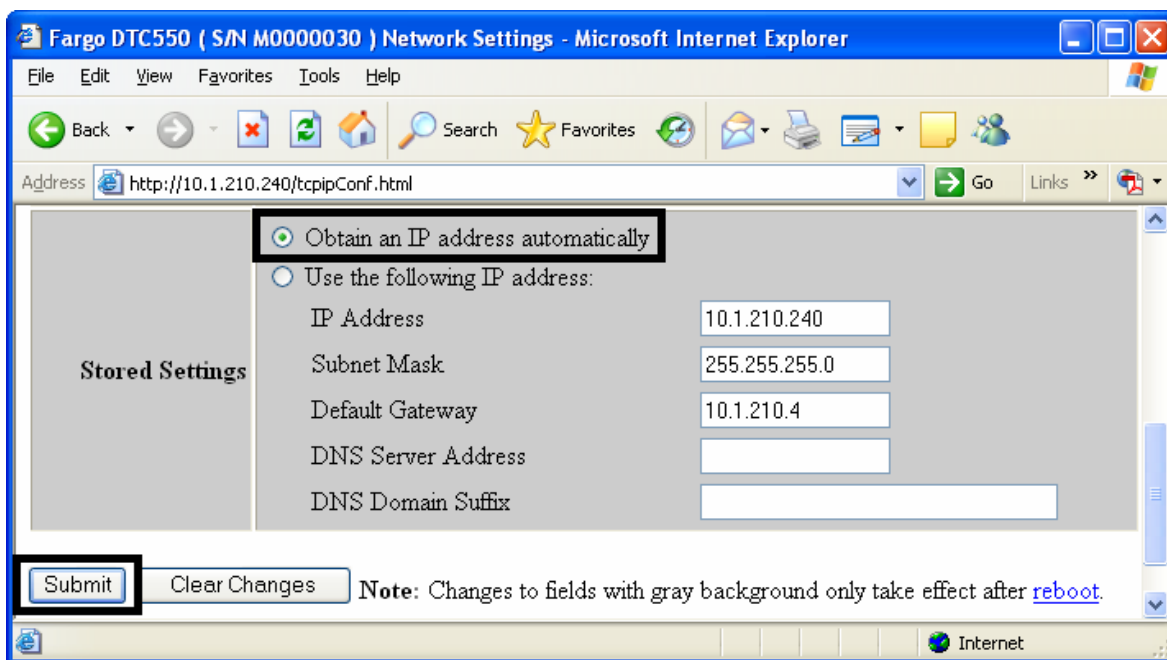 Fargo DTC550 ( S/N M0000030 ) Network Settings - Microsoft Internet Explorer
File Edit View Favorites Tools Help
Back Search Favorites
Address http://10.1.210.240/tcpipConf.html Go Links »
Obtain an IP address automatically
Use the following IP address:
IP Address 10.1.210.240
Stored Settings
Subnet Mask 255.255.255.0
Default Gateway 10.1.210.4
DNS Server Address
DNS Domain Suffix
Submit Clear Changes Note: Changes to fields with gray background only take effect after reboot.
Internet